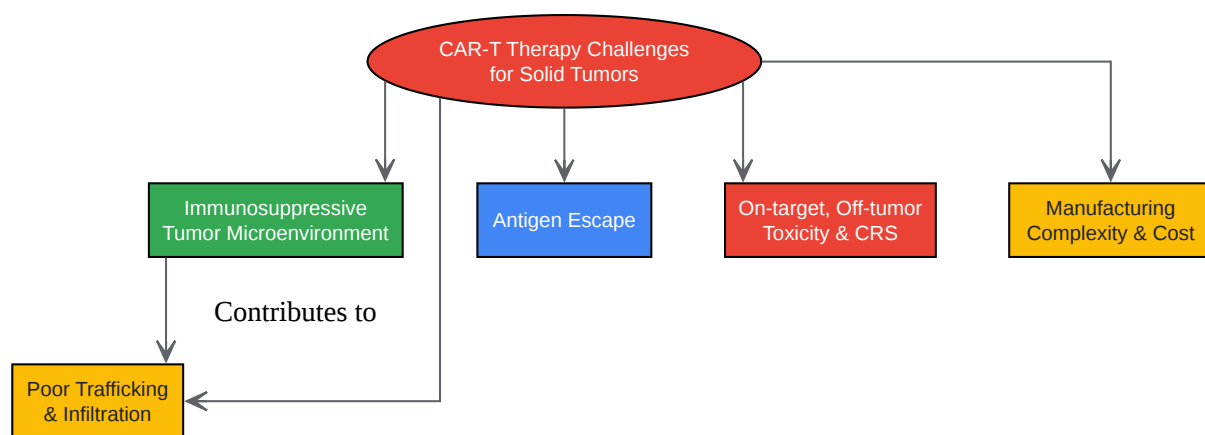 CAR-T Therapy Challenges
for Solid Tumors
Immunosuppressive
Tumor Microenvironment
Antigen Escape
On-target, Off-tumor
Toxicity & CRS
Manufacturing
Complexity & Cost
Contributes to
Poor Trafficking
& Infiltration